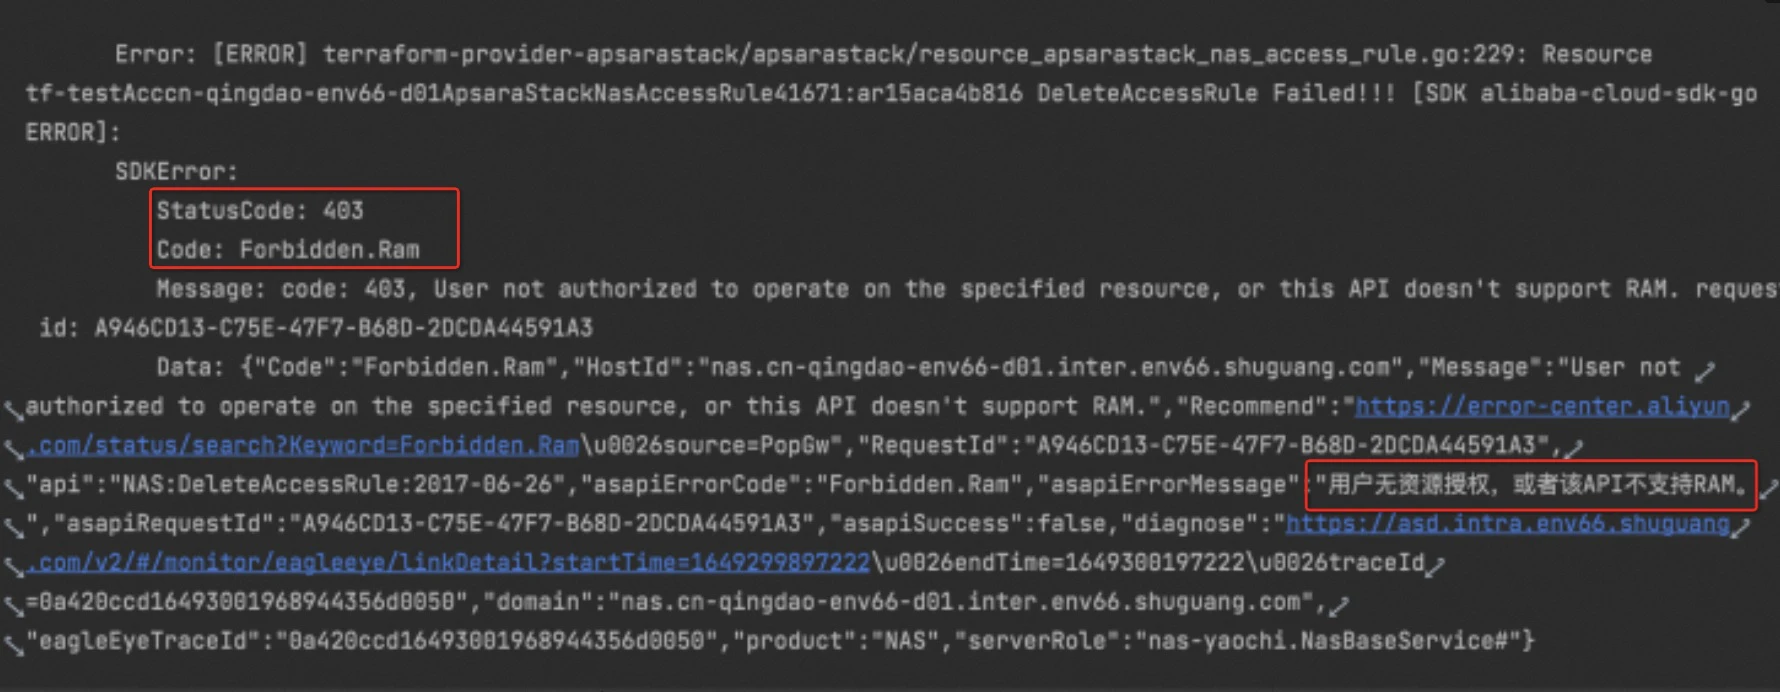 Error: [ERROR] terraform-provider-apsarastack/apsarastack/resource_apsarastack_nas_access_rule.go:229: Resource
tf-testAcccn-qingdao-env66-d01ApsaraStackNasAccessRule41671:ar15aca4b816 DeleteAccessRule Failed!!! [SDK alibaba-cloud-sdk-go
ERROR]:
SDKError:
StatusCode: 403
Code: Forbidden.Ram
Message: code: 403, User not authorized to operate on the specified resource, or this API doesn't support RAM. reques
id: A946CD13-C75E-47F7-B68D-2DCDA44591A3
Data: {"Code":"Forbidden.Ram","HostId":"nas.cn-qingdao-env66-d01.inter.env66.shuguang.com","Message":"User not
authorized to operate on the specified resource, or this API doesn't support RAM.","Recommend":"https://error-center.aliyun
.com/status/search?Keyword=Forbidden.Ram\u0026source=PopGw","RequestId":"A946CD13-C75E-47F7-B68D-2DCDA44591A3",
"api":"NAS:DeleteAccessRule:2017-06-26","asapiErrorCode":"Forbidden.Ram","asapiErrorMessage":"用户无资源授权，或者该API不支持RAM。
","asapiRequestId":"A946CD13-C75E-47F7-B68D-2DCDA44591A3","asapiSuccess":false,"diagnose":"https://asd.intra.env66.shuguang
.com/v2/#/monitor/eagleeye/linkDetail?startTime=1649299897222\u0026endTime=1649300197222\u0026traceId
=0a420ccd16493001968944356d0050","domain":"nas.cn-qingdao-env66-d01.inter.env66.shuguang.com",
"eagleEyeTraceId":"0a420ccd16493001968944356d0050","product":"NAS","serverRole":"nas-yaochi.NasBaseService#"}